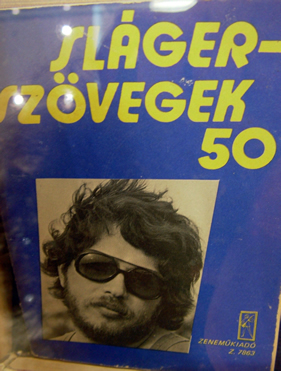 SLÁGER-
SZÖVEGEK
50
ZENEMŰKIADÓ
Z. 7863